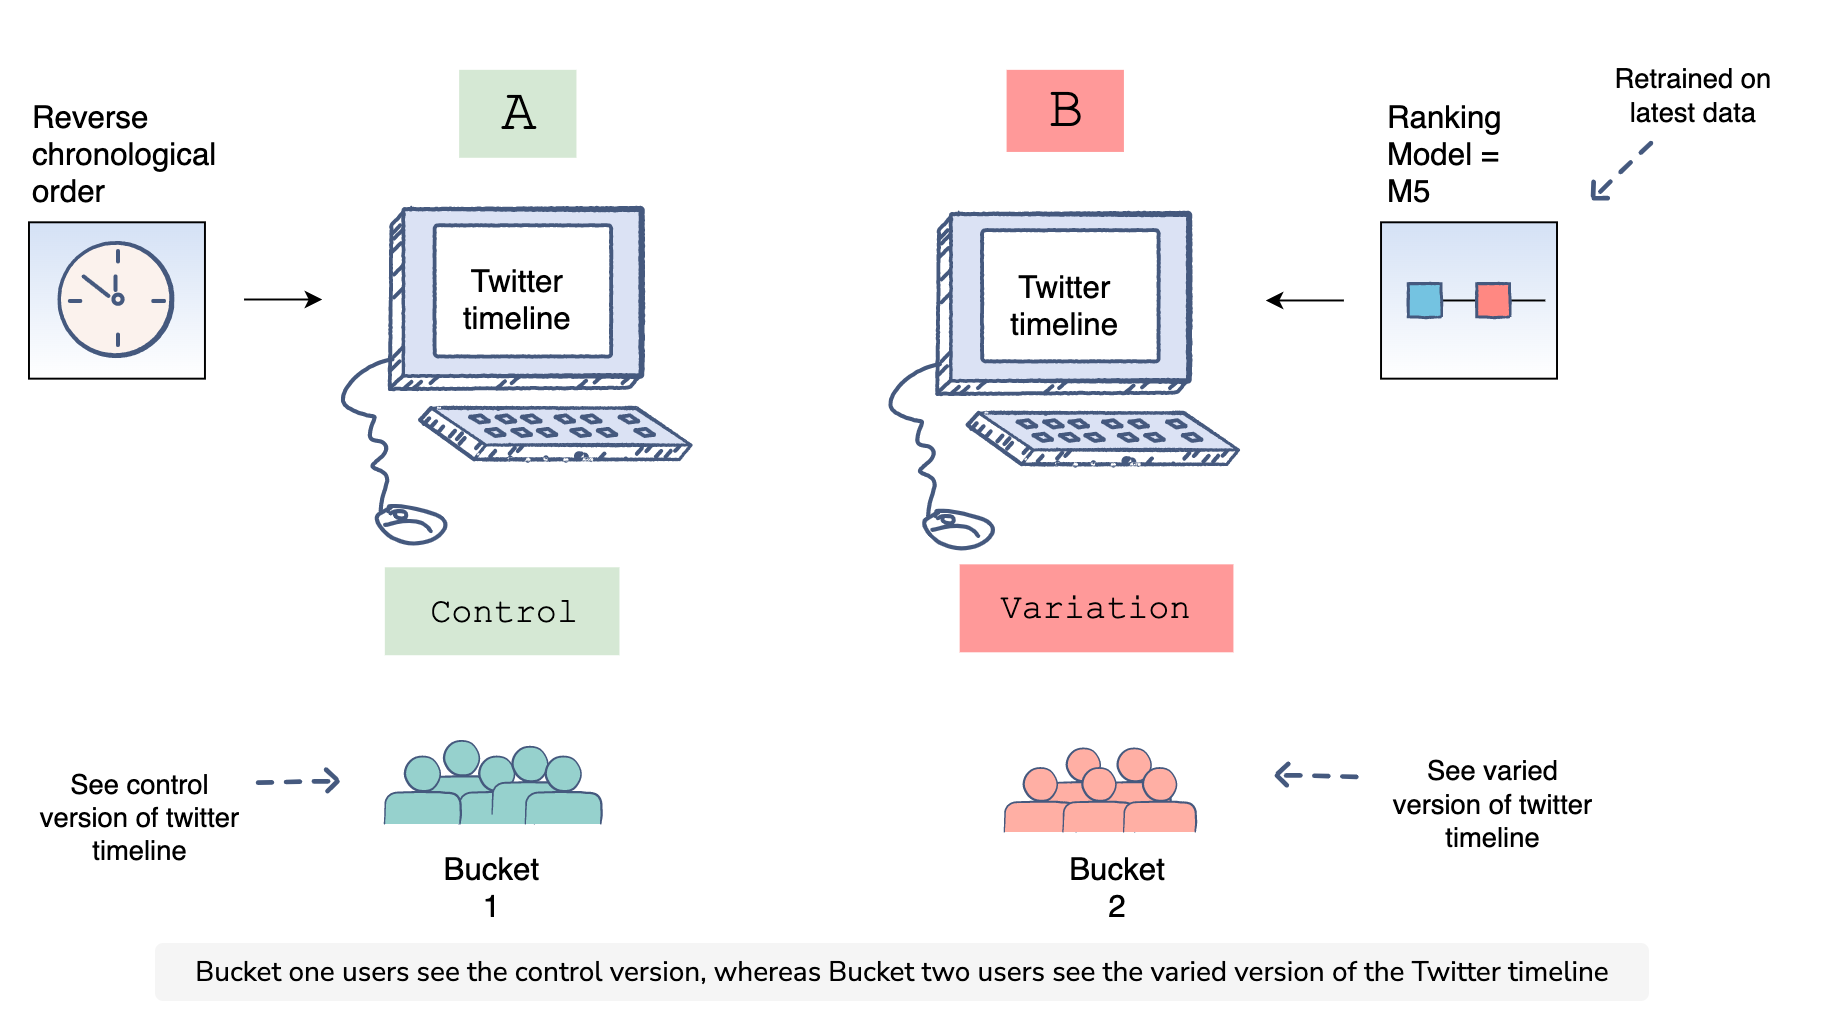 Reverse
chronological
order
A
B
Ranking
Model =
M5
Retrained on
latest data
Twitter
timeline
Twitter
timeline
Control
Variation
See control
version of twitter
timeline
Bucket
1
Bucket
2
See varied
version of twitter
timeline
Bucket one users see the control version, whereas Bucket two users see the varied version of the Twitter timeline